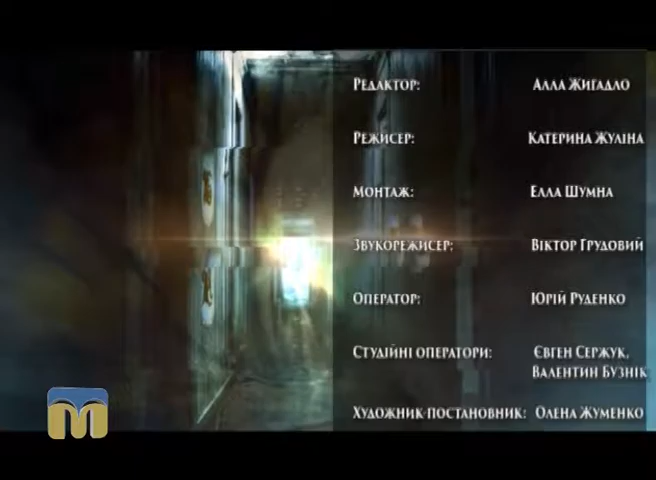 Редактор: Алла Жигадло
Режисер: Катерина Жуліна
Монтаж: Елла Шумна
Звукорежисер: Віктор Грудовий
Оператор: Юрій Руденко
Студійні оператори: Євген Сержук,
Валентин Бузнік,
Художник-постановник: Олена Жуменко
М